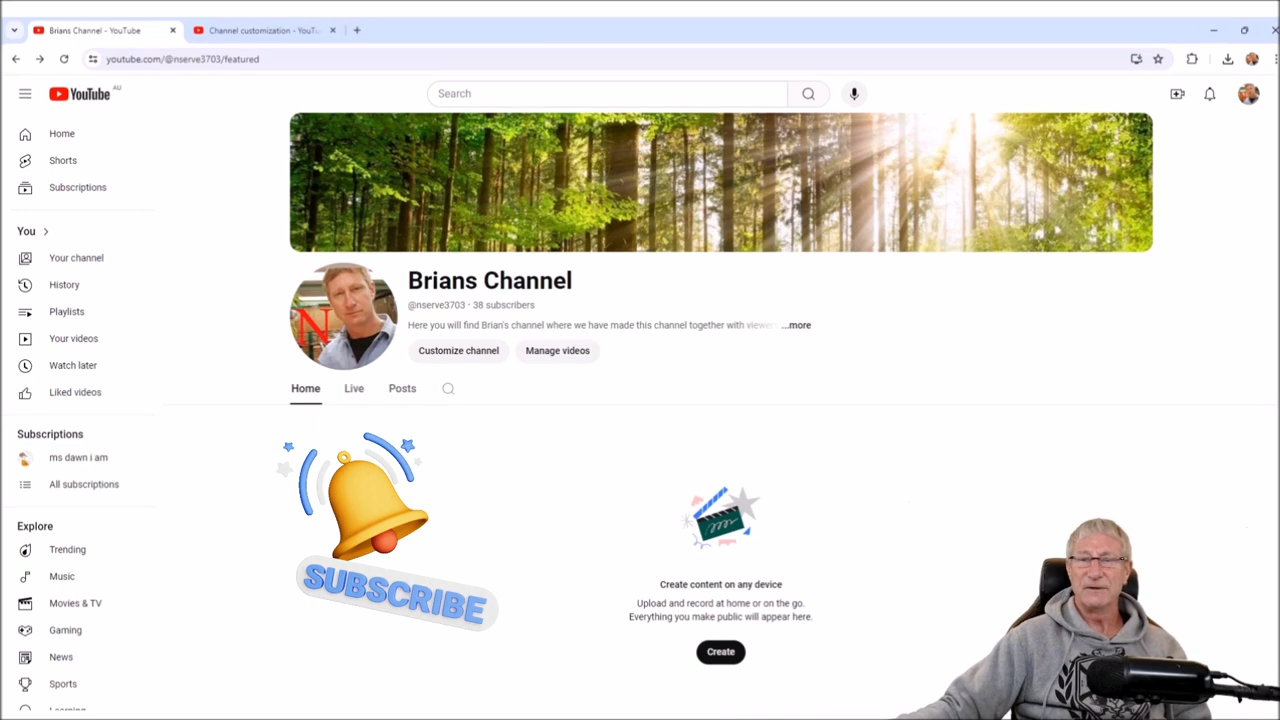 Brians Channel - YouTube
Channel customization - YouTu
youtube.com/@nserve3703/featured
YouTube AU
Search
Home
Shorts
Subscriptions
You
Your channel
History
Playlists
Your videos
Watch later
Liked videos
Subscriptions
ms dawn i am
All subscriptions
Explore
Trending
Music
Movies & TV
Gaming
News
Sports
N
Brians Channel
@nserve3703 · 38 subscribers
Here you will find Brian's channel where we have made this channel together with viewer ...more
Customize channel
Manage videos
Home
Live
Posts
SUBSCRIBE
Create content on any device
Upload and record at home or on the go.
Everything you make public will appear here.
Create